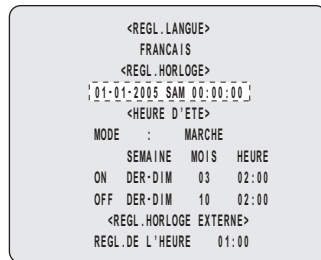 <REGL.LANGUE>
FRANCAIS
<REGL.HORLOGE>
01-01-2005 SAM 00:00:00
<HEURE D'ETE>
MODE : MARCHE
SEMAINE MOIS HEURE
ON DER-DIM 03 02:00
OFF DER-DIM 10 02:00
<REGL.HORLOGE EXTERNE>
REGL.DE L'HEURE 01:00